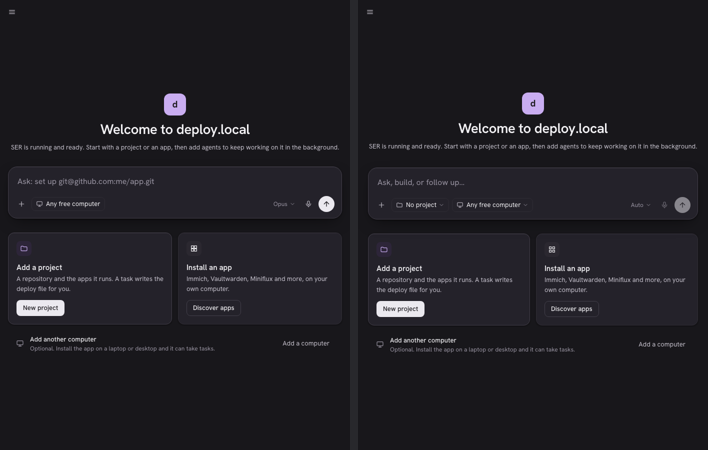 d
Welcome to deploy.local
SER is running and ready. Start with a project or an app, then add agents to keep working on it in the background.
Ask: set up git@github.com:me/app.git
Any free computer
Opus
Add a project
A repository and the apps it runs. A task writes the
deploy file for you.
New project
Install an app
Immich, Vaultwarden, Miniflux and more, on your
own computer.
Discover apps
Add another computer
Optional. Install the app on a laptop or desktop and it can take tasks.
Add a computer
d
Welcome to deploy.local
SER is running and ready. Start with a project or an app, then add agents to keep working on it in the background.
Ask, build, or follow up...
No project
Any free computer
Auto
Add a project
A repository and the apps it runs. A task writes the
deploy file for you.
New project
Install an app
Immich, Vaultwarden, Miniflux and more, on your
own computer.
Discover apps
Add another computer
Optional. Install the app on a laptop or desktop and it can take tasks.
Add a computer